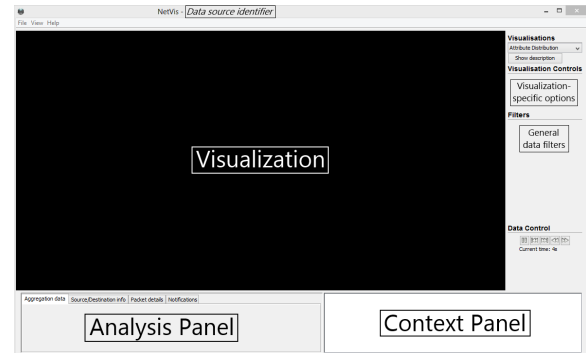 NetVis - Data source identifier
File View Help
Visualisations
Attribute Distribution
Show description
Visualisation Controls
Visualization-
specific options
Filters
General
data filters
Visualization
Data Control
Current time: 4s
Aggregation data Source/Destination info Packet details Notifications
Analysis Panel
Context Panel